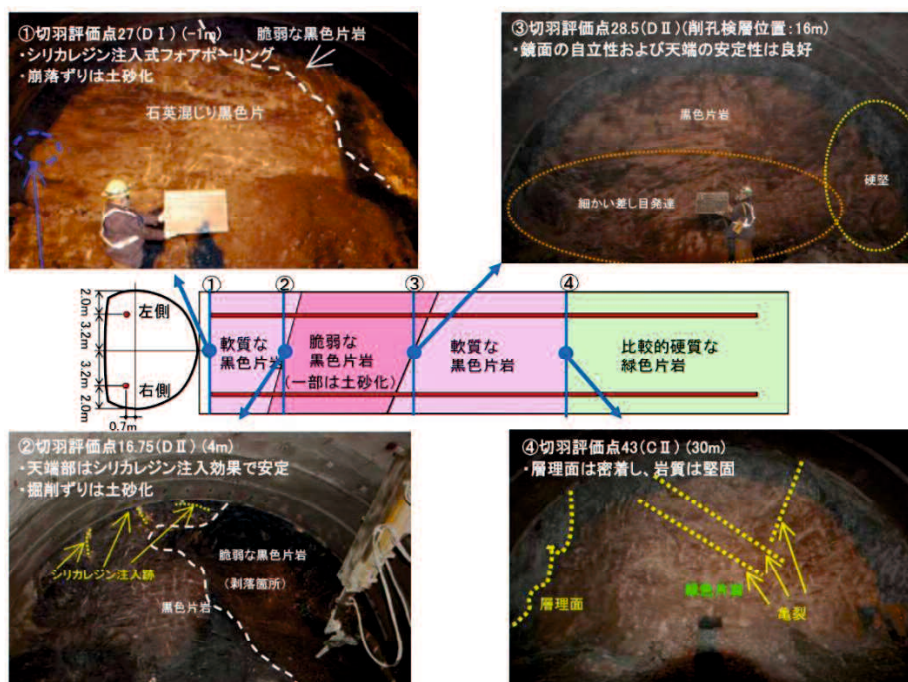 ①切羽評価点27(DⅠ)(-1m)
・シリカレジン注入式フォアポーリング
・崩落ずりは土砂化
脆弱な黒色片岩
石英混じり黒色片
③切羽評価点28.5(DⅡ)(削孔検層位置:16m)
・鏡面の自立性および天端の安定性は良好
黒色片岩
硬堅
細かい差し目発達
①
②
③
④
2.0m
3.2m
3.2m
2.0m
0.7m
左側
右側
軟質な
黒色片岩
脆弱な
黒色片岩
(一部は土砂化)
軟質な
黒色片岩
比較的硬質な
緑色片岩
②切羽評価点16.75(DⅡ)(4m)
・天端部はシリカレジン注入効果で安定
・掘削ずりは土砂化
シリカレジン注入跡
脆弱な黒色片岩
(剥落箇所)
黒色片岩
④切羽評価点43(CⅡ)(30m)
・層理面は密着し、岩質は堅固
層理面
緑色片岩
亀裂